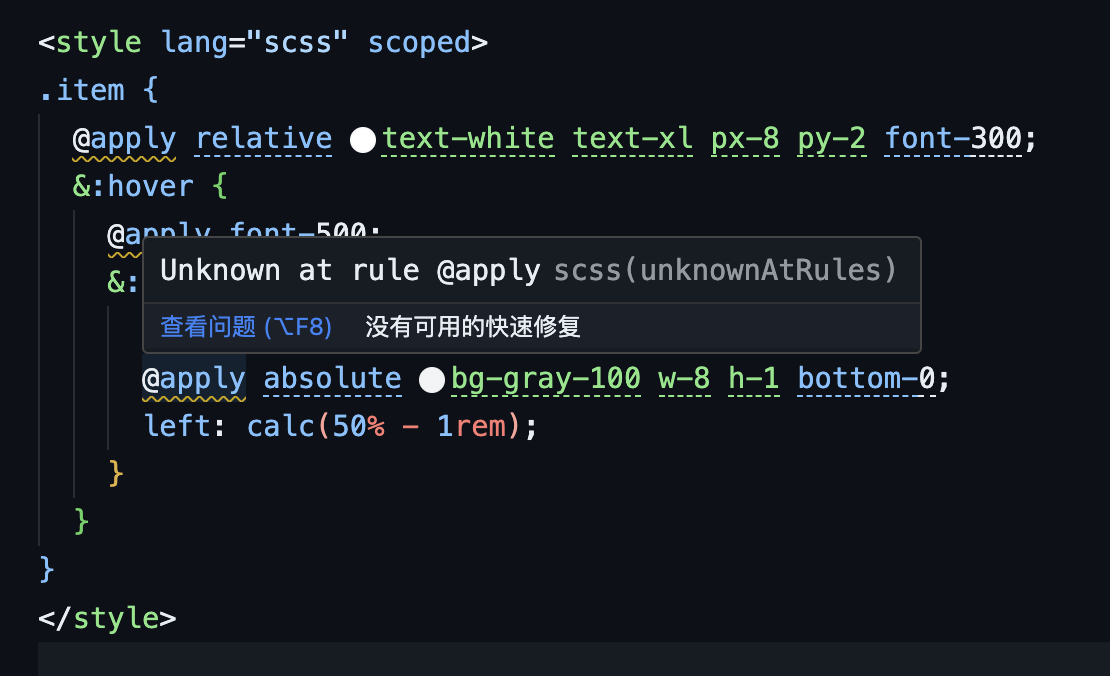 <style lang="scss" scoped>
.item {
@apply relative text-white text-xl px-8 py-2 font-300;
&:hover {
@apply font-500;
&:
Unknown at rule @apply scss(unknownAtRules)
查看问题 (⌥F8) 没有可用的快速修复
@apply absolute bg-gray-100 w-8 h-1 bottom-0;
left: calc(50% - 1rem);
}
}
}
</style>